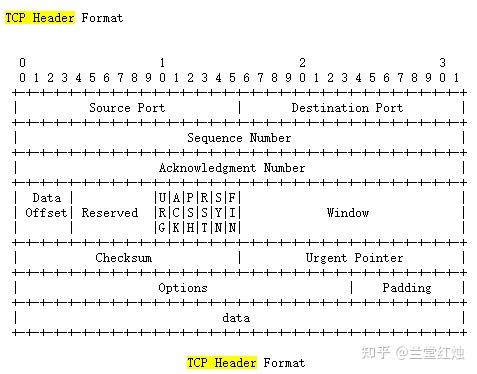 TCP Header Format
0                   1                   2                   3
0 1 2 3 4 5 6 7 8 9 0 1 2 3 4 5 6 7 8 9 0 1 2 3 4 5 6 7 8 9 0 1
+-+-+-+-+-+-+-+-+-+-+-+-+-+-+-+-+-+-+-+-+-+-+-+-+-+-+-+-+-+-+-+-+
|          Source Port          |       Destination Port        |
+-+-+-+-+-+-+-+-+-+-+-+-+-+-+-+-+-+-+-+-+-+-+-+-+-+-+-+-+-+-+-+-+
|                        Sequence Number                        |
+-+-+-+-+-+-+-+-+-+-+-+-+-+-+-+-+-+-+-+-+-+-+-+-+-+-+-+-+-+-+-+-+
|                    Acknowledgment Number                      |
+-+-+-+-+-+-+-+-+-+-+-+-+-+-+-+-+-+-+-+-+-+-+-+-+-+-+-+-+-+-+-+-+
|  Data |           |U|A|P|R|S|F|                               |
| Offset| Reserved  |R|C|S|S|Y|I|            Window             |
|       |           |G|K|H|T|N|N|                               |
+-+-+-+-+-+-+-+-+-+-+-+-+-+-+-+-+-+-+-+-+-+-+-+-+-+-+-+-+-+-+-+-+
|           Checksum            |         Urgent Pointer        |
+-+-+-+-+-+-+-+-+-+-+-+-+-+-+-+-+-+-+-+-+-+-+-+-+-+-+-+-+-+-+-+-+
|                    Options                    |    Padding    |
+-+-+-+-+-+-+-+-+-+-+-+-+-+-+-+-+-+-+-+-+-+-+-+-+-+-+-+-+-+-+-+-+
|                             data                              |
+-+-+-+-+-+-+-+-+-+-+-+-+-+-+-+-+-+-+-+-+-+-+-+-+-+-+-+-+-+-+-+-+
TCP Header Format
知乎 @兰堂红烛